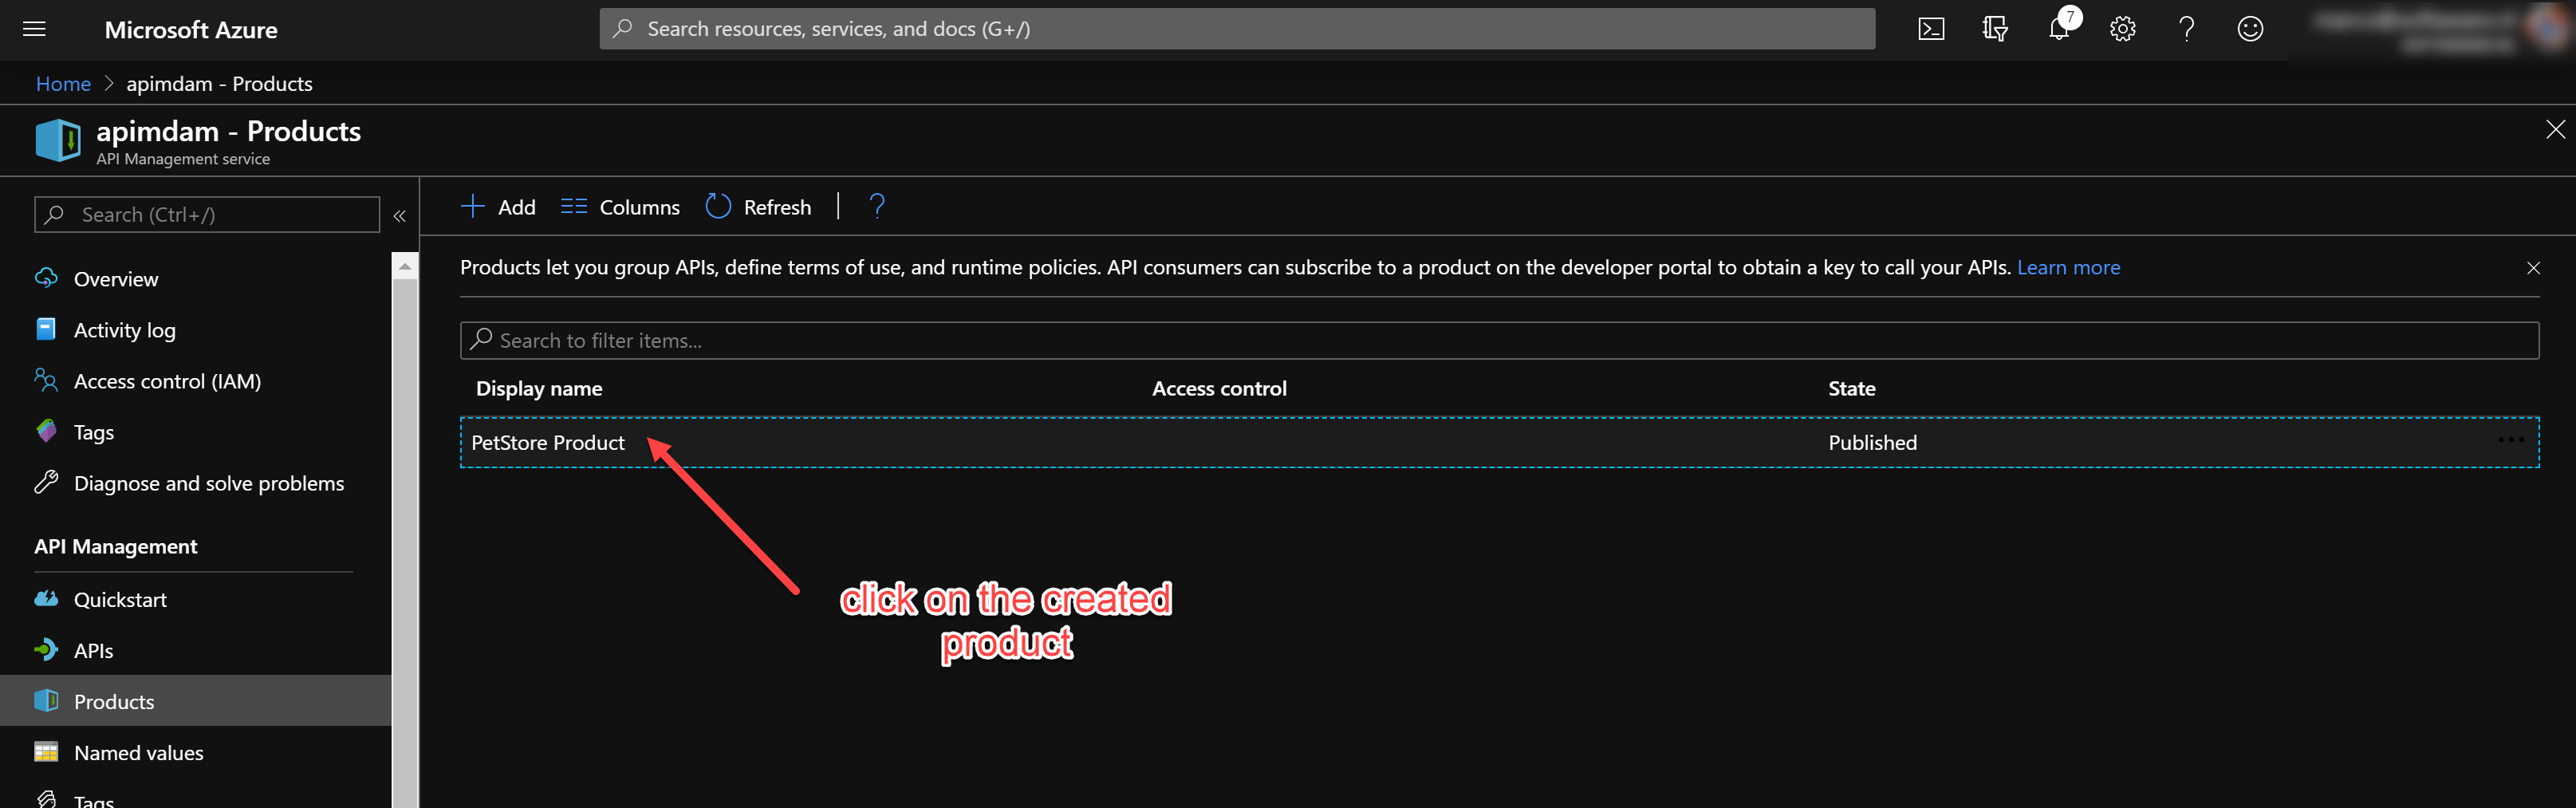 Microsoft Azure
Search resources, services, and docs (G+/)
7
Home > apimdam - Products
apimdam - Products
API Management service
Search (Ctrl+/)
«
Add
Columns
Refresh
?
Products let you group APIs, define terms of use, and runtime policies. API consumers can subscribe to a product on the developer portal to obtain a key to call your APIs. Learn more
Search to filter items...
Display name Access control State
PetStore Product Published ...
Overview
Activity log
Access control (IAM)
Tags
Diagnose and solve problems
API Management
Quickstart
APIs
Products
Named values
Tags
click on the created
product